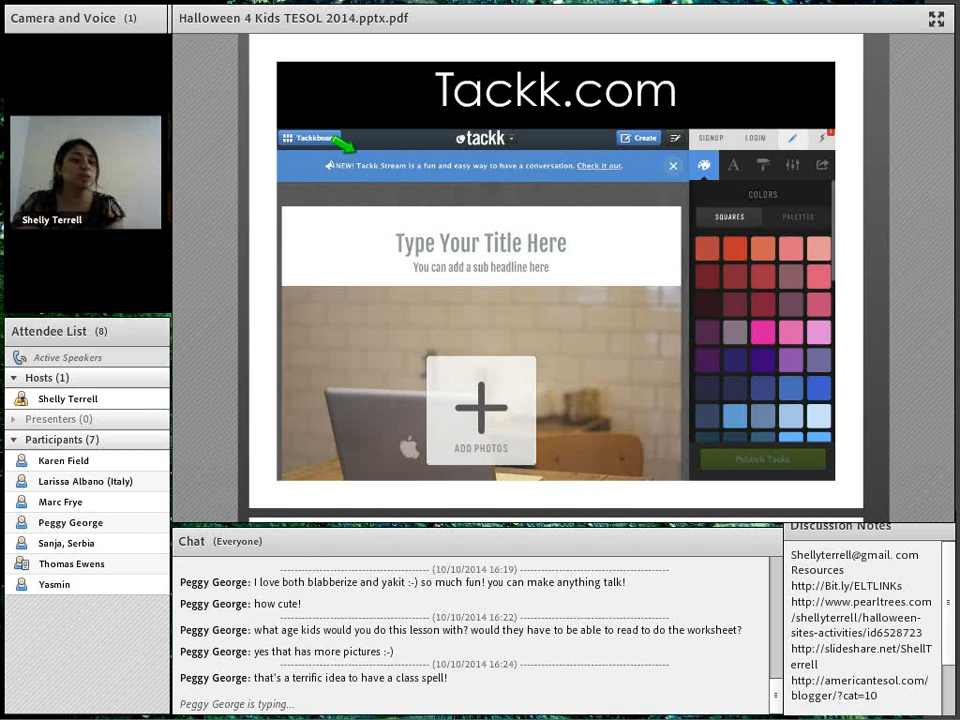 Camera and Voice (1)
Halloween 4 Kids TESOL 2014.pptx.pdf
Shelly Terrell
Attendee List (8)
Active Speakers
Hosts (1)
Shelly Terrell
Presenters (0)
Participants (7)
Karen Field
Larissa Albano (Italy)
Marc Frye
Peggy George
Sanja, Serbia
Thomas Ewens
Yasmin
Tackk.com
Tackkboard
tackk
Create
SIGNUP
LOGIN
1
NEW! Tackk Stream is a fun and easy way to have a conversation. Check it out.
A
COLORS
SQUARES
PALETTES
Type Your Title Here
You can add a sub headline here
ADD PHOTOS
Publish Tackk
Chat (Everyone)
(10/10/2014 16:19)
Peggy George: I love both blabberize and yakit :-) so much fun! you can make anything talk!
Peggy George: how cute!
(10/10/2014 16:22)
Peggy George: what age kids would you do this lesson with? would they have to be able to read to do the worksheet?
Peggy George: yes that has more pictures :-)
(10/10/2014 16:24)
Peggy George: that's a terrific idea to have a class spell!
Peggy George is typing...
Discussion Notes
Shellyterrell@gmail. com
Resources
http://Bit.ly/ELTLINKs
http://www.pearltrees.com
/shellyterrell/halloween-
sites-activities/id6528723
http://slideshare.net/ShellT
errell
http://americantesol.com/
blogger/?cat=10